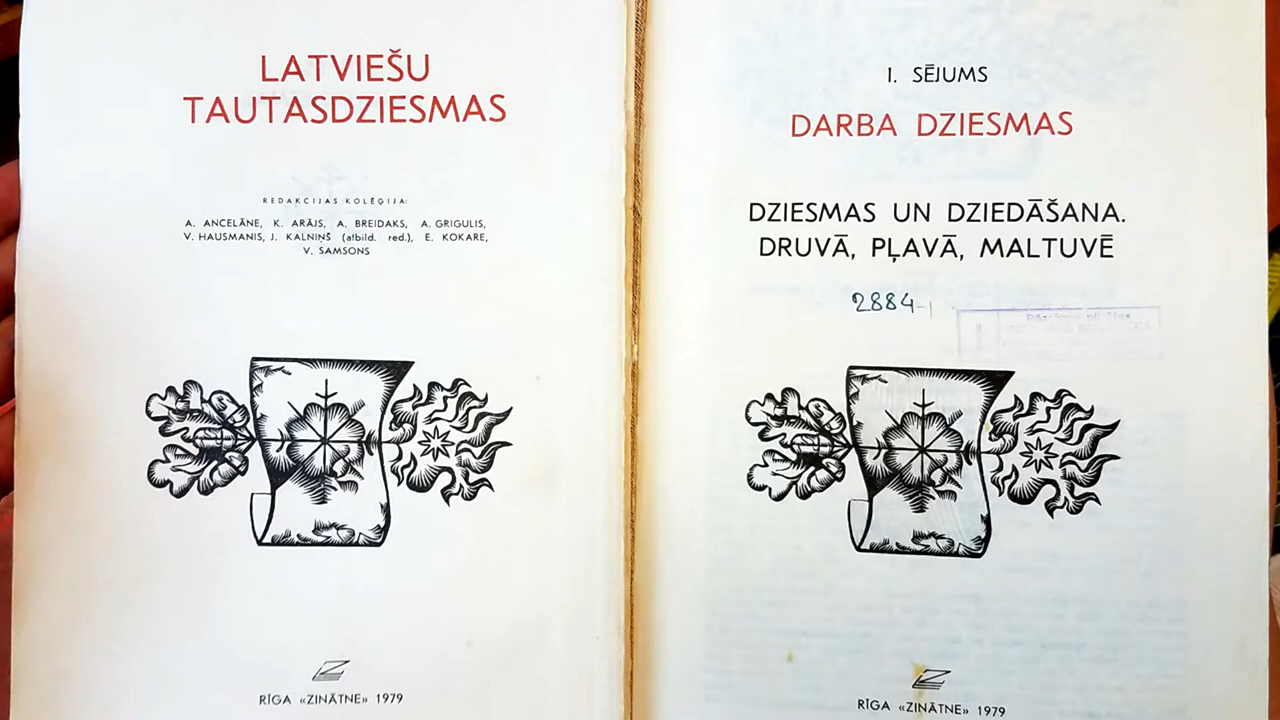 LATVIEŠU
TAUTASDZIESMAS
REDAKCIJAS KOLĒĢIJA:
A. ANCELĀNE, K. ARĀJS, A. BREIDAKS, A. GRIGULIS,
V. HAUSMANIS, J. KALNIŅŠ (atbild. red.), E. KOKARE,
V. SAMSONS
RĪGA «ZINĀTNE» 1979
I. SĒJUMS
DARBA DZIESMAS
DZIESMAS UN DZIEDĀŠANA.
DRUVĀ, PĻAVĀ, MALTUVĒ
2884-1
RĪGA «ZINĀTNE» 1979